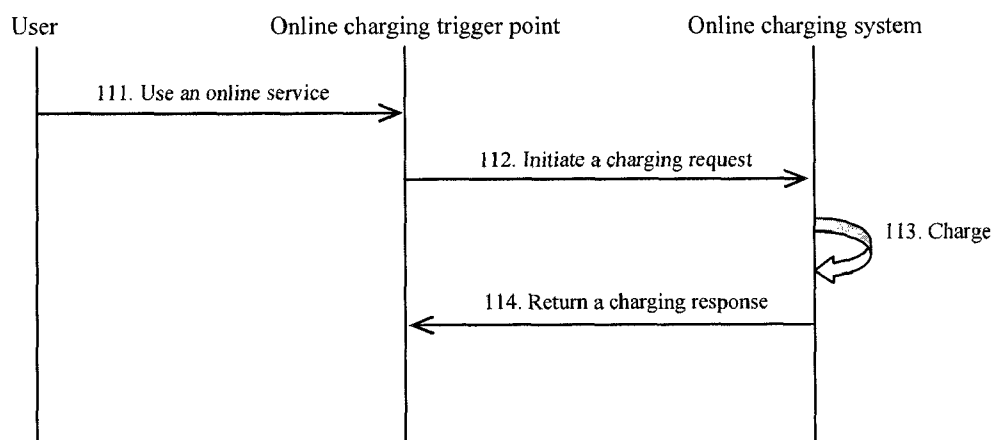 User
Online charging trigger point
Online charging system
111. Use an online service
112. Initiate a charging request
113. Charge
114. Return a charging response